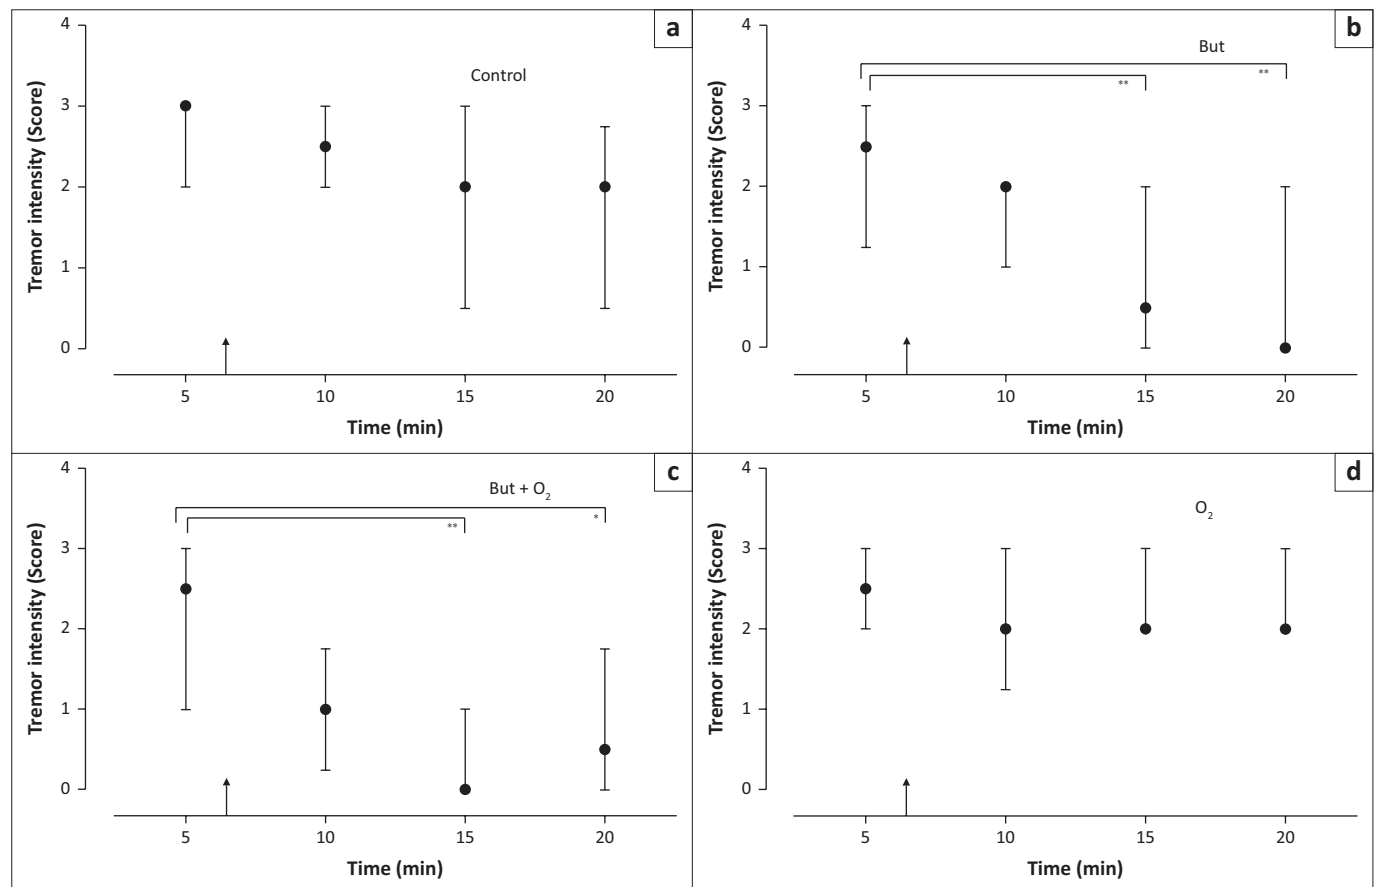 a
Control
Tremor intensity (Score)
4
3
2
1
0
5 10 15 20
Time (min)
b
But
**
**
Tremor intensity (Score)
4
3
2
1
0
5 10 15 20
Time (min)
c
But + O₂
**
*
Tremor intensity (Score)
4
3
2
1
0
5 10 15 20
Time (min)
d
O₂
Tremor intensity (Score)
4
3
2
1
0
5 10 15 20
Time (min)